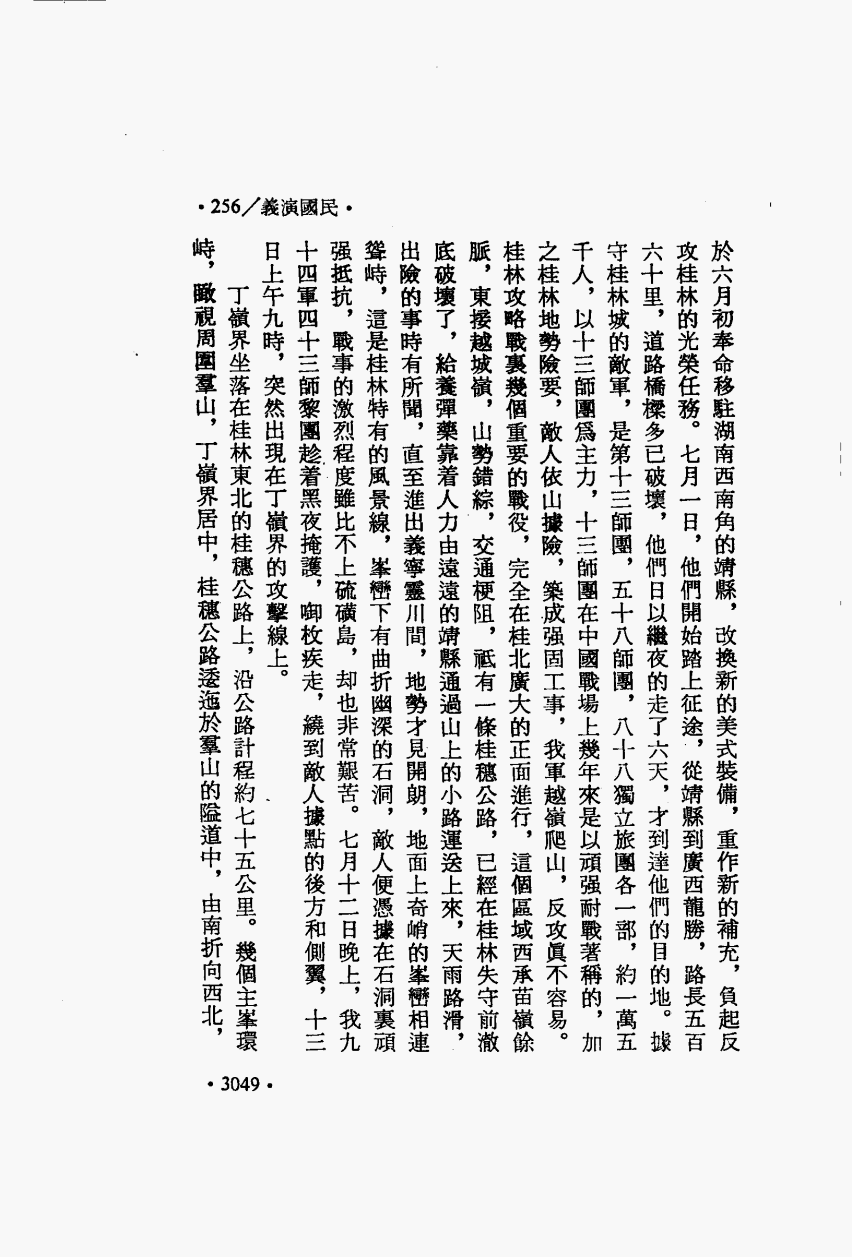 •256/義演國民•
於六月初奉命移駐湖南西南角的靖縣，改換新的美式裝備，重作新的補充，負起反
攻桂林的光榮任務。七月一日，他們開始踏上征途，從靖縣到廣西龍勝，路長五百
六十里，道路橋樑多已破壞，他們日以繼夜的走了六天，才到達他們的目的地。據
守桂林城的敵軍，是第十三師團，五十八師團，八十八獨立旅團各一部，約一萬五
千人，以十三師團爲主力，十三師團在中國戰場上幾年來是以頑强耐戰著稱的，加
之桂林地勢險要，敵人依山據險，築成强固工事，我軍越嶺爬山，反攻眞不容易。
桂林攻略戰裏幾個重要的戰役，完全在桂北廣大的正面進行，這個區域西承苗嶺餘
脈，東接越城嶺，山勢錯綜，交通梗阻，祗有一條桂穗公路，已經在桂林失守前澈
底破壞了，給養彈藥靠着人力由遠遠的靖縣通過山上的小路運送上來，天雨路滑，
出險的事時有所聞，直至進出義寧靈川間，地勢才見開朗，地面上奇峭的峯巒相連
聳峙，這是桂林特有的風景線，峯巒下有曲折幽深的石洞，敵人便憑據在石洞裏頑
强抵抗，戰事的激烈程度雖比不上硫磺島，却也非常艱苦。七月十二日晚上，我九
十四軍四十三師黎團趁着黑夜掩護，啣枚疾走，繞到敵人據點的後方和側翼，十三
日上午九時，突然出現在丁嶺界的攻擊線上。
丁嶺界坐落在桂林東北的桂穗公路上，沿公路計程約七十五公里。幾個主峯環
峙，瞰視周圍羣山，丁嶺界居中，桂穗公路逶迤於羣山的隘道中，由南折向西北，
•3049•